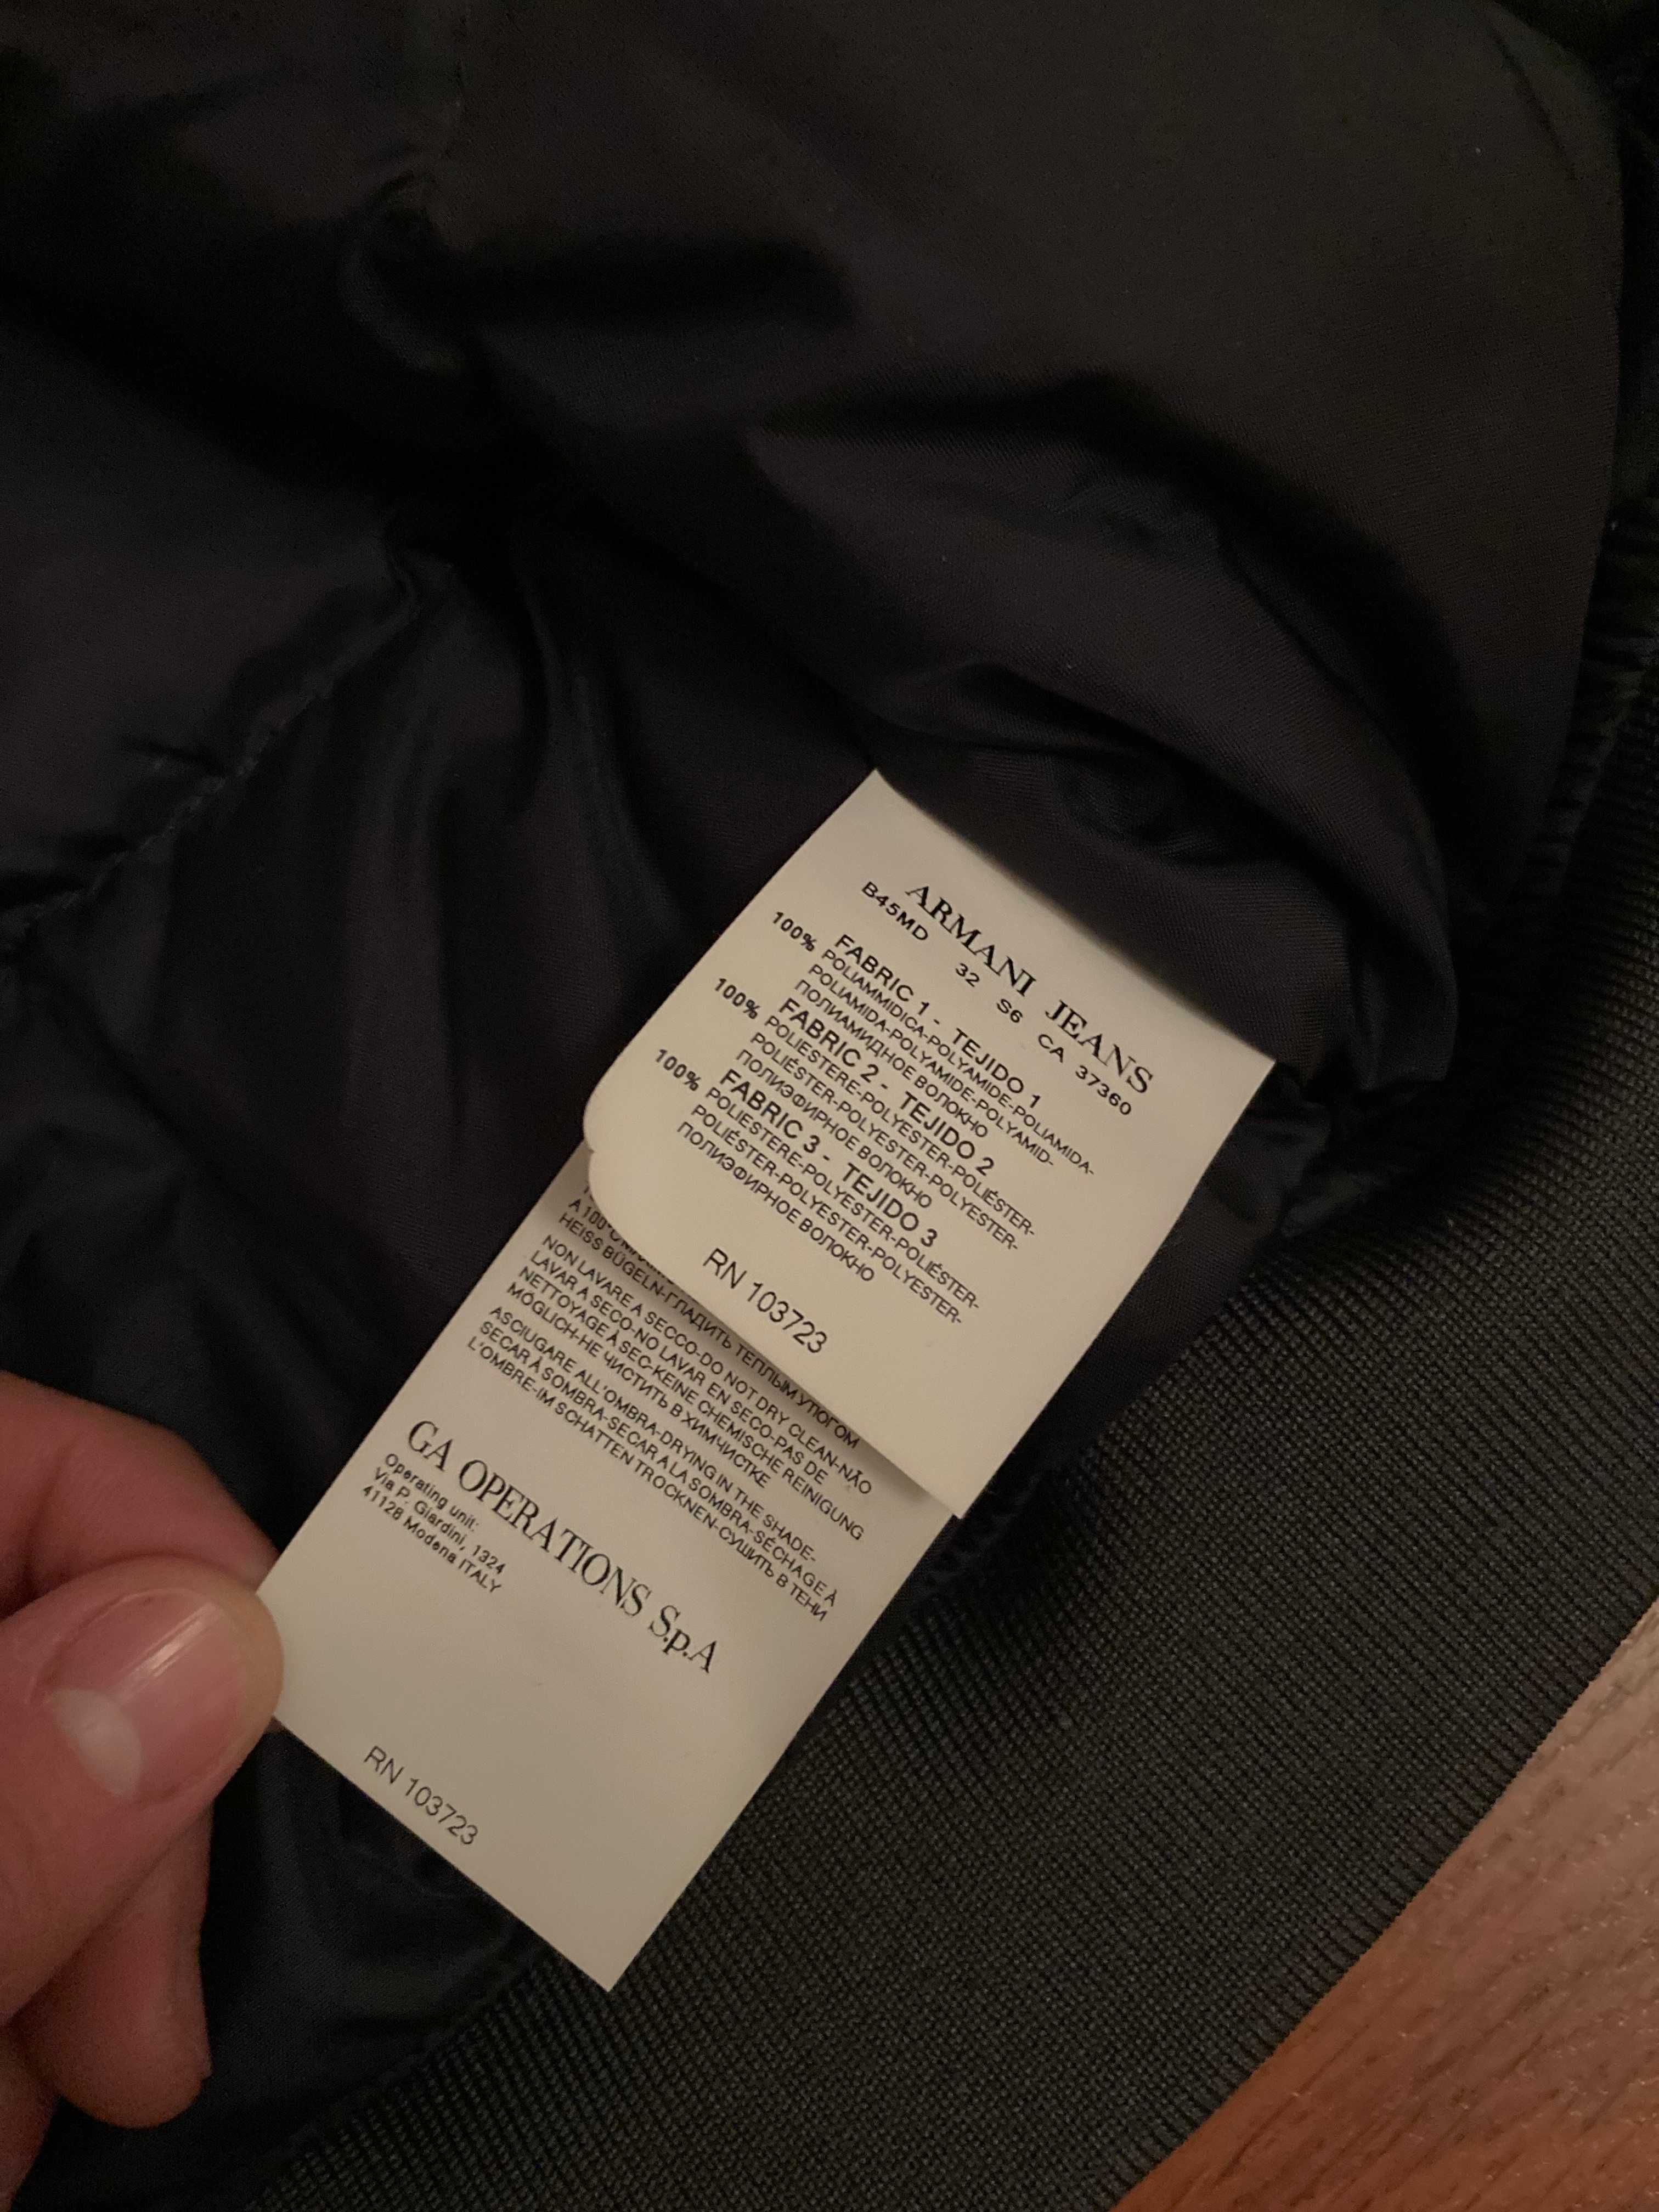 ARMANI JEANS
B45MD 32 S6 CA 37360
FABRIC 1 - TEJIDO 1
100% POLIAMMIDICA-POLYAMIDE-POLIAMIDA-
POLIAMIDA-POLYAMIDE-POLYAMID-
ПОЛИАМИДНОЕ ВОЛОКНО
FABRIC 2 - TEJIDO 2
100% POLIESTERE-POLYESTER-POLIÉSTER-
POLIÉSTER-POLYESTER-POLYESTER-
ПОЛИЭФИРНОЕ ВОЛОКНО
FABRIC 3 - TEJIDO 3
100% POLIESTERE-POLYESTER-POLIÉSTER-
POLIÉSTER-POLYESTER-POLYESTER-
ПОЛИЭФИРНОЕ ВОЛОКНО
RN 103723
A 100°C
HEISS BÜGELN-ГЛАДИТЬ ТЕПЛЫМ УТЮГОМ
NON LAVARE A SECCO-DO NOT DRY CLEAN-NÃO
LAVAR A SECO-NO LAVAR EN SECO-PAS DE
NETTOYAGE À SEC-KEINE CHEMISCHE REINIGUNG
MÖGLICH-НЕ ЧИСТИТЬ В ХИМЧИСТКЕ
ASCIUGARE ALL'OMBRA-DRYING IN THE SHADE-
SECAR À SOMBRA-SECAR A LA SOMBRA-SÉCHAGE À
L'OMBRE-IM SCHATTEN TROCKNEN-СУШИТЬ В ТЕНИ
GA OPERATIONS S.p.A
Operating unit:
Via P. Giardini, 1324
41128 Modena ITALY
RN 103723